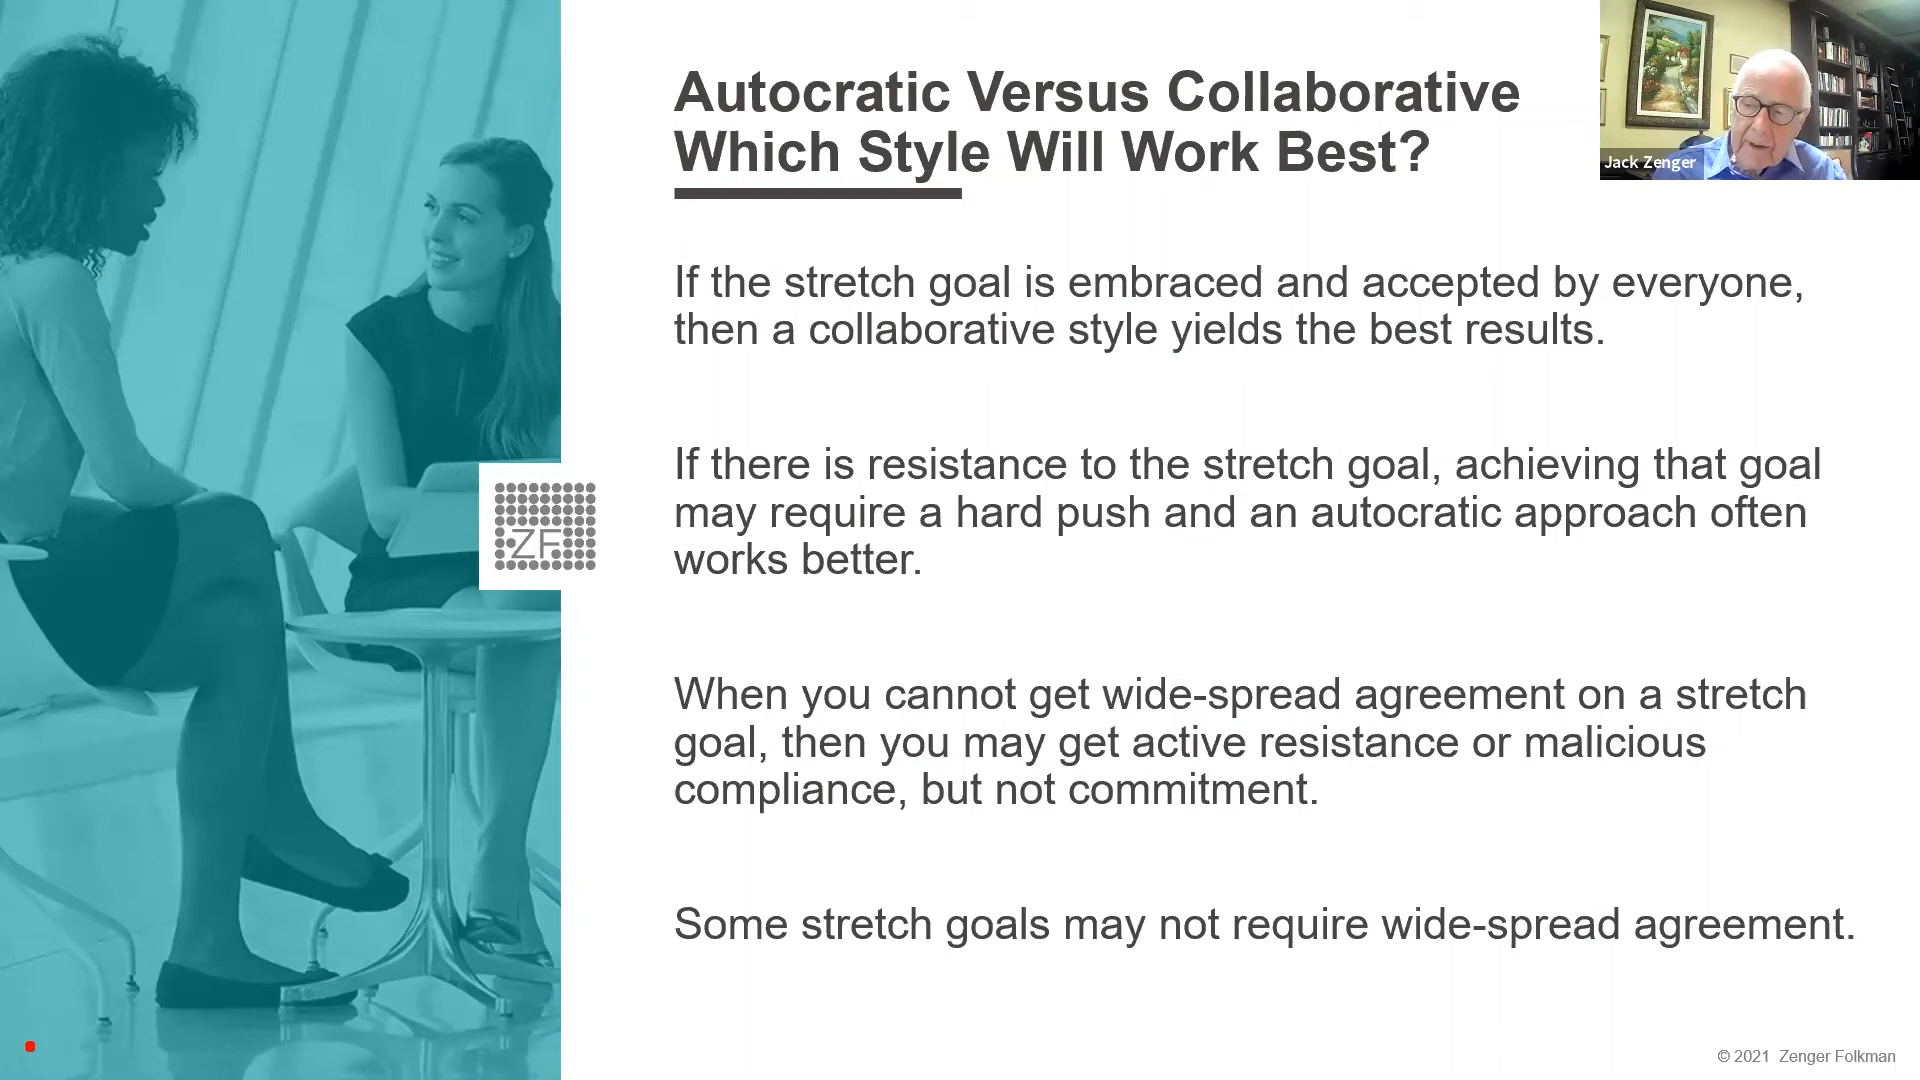 Autocratic Versus Collaborative
Which Style Will Work Best?
Jack Zenger
If the stretch goal is embraced and accepted by everyone,
then a collaborative style yields the best results.
If there is resistance to the stretch goal, achieving that goal
may require a hard push and an autocratic approach often
works better.
ZF
When you cannot get wide-spread agreement on a stretch
goal, then you may get active resistance or malicious
compliance, but not commitment.
Some stretch goals may not require wide-spread agreement.
© 2021 Zenger Folkman